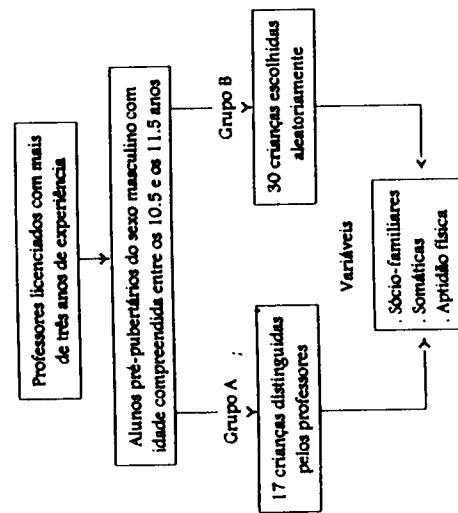 Professores licenciados com mais
de três anos de experiência
Alunos pré-pubertários do sexo masculino com
idade compreendida entre os 10.5 e os 11.5 anos
Grupo A ;
Grupo B
17 crianças distinguidas
pelos professores
30 crianças escolhidas
aleatoriamente
Variáveis
. Sócio-familiares
. Somáticas
. Aptidão física